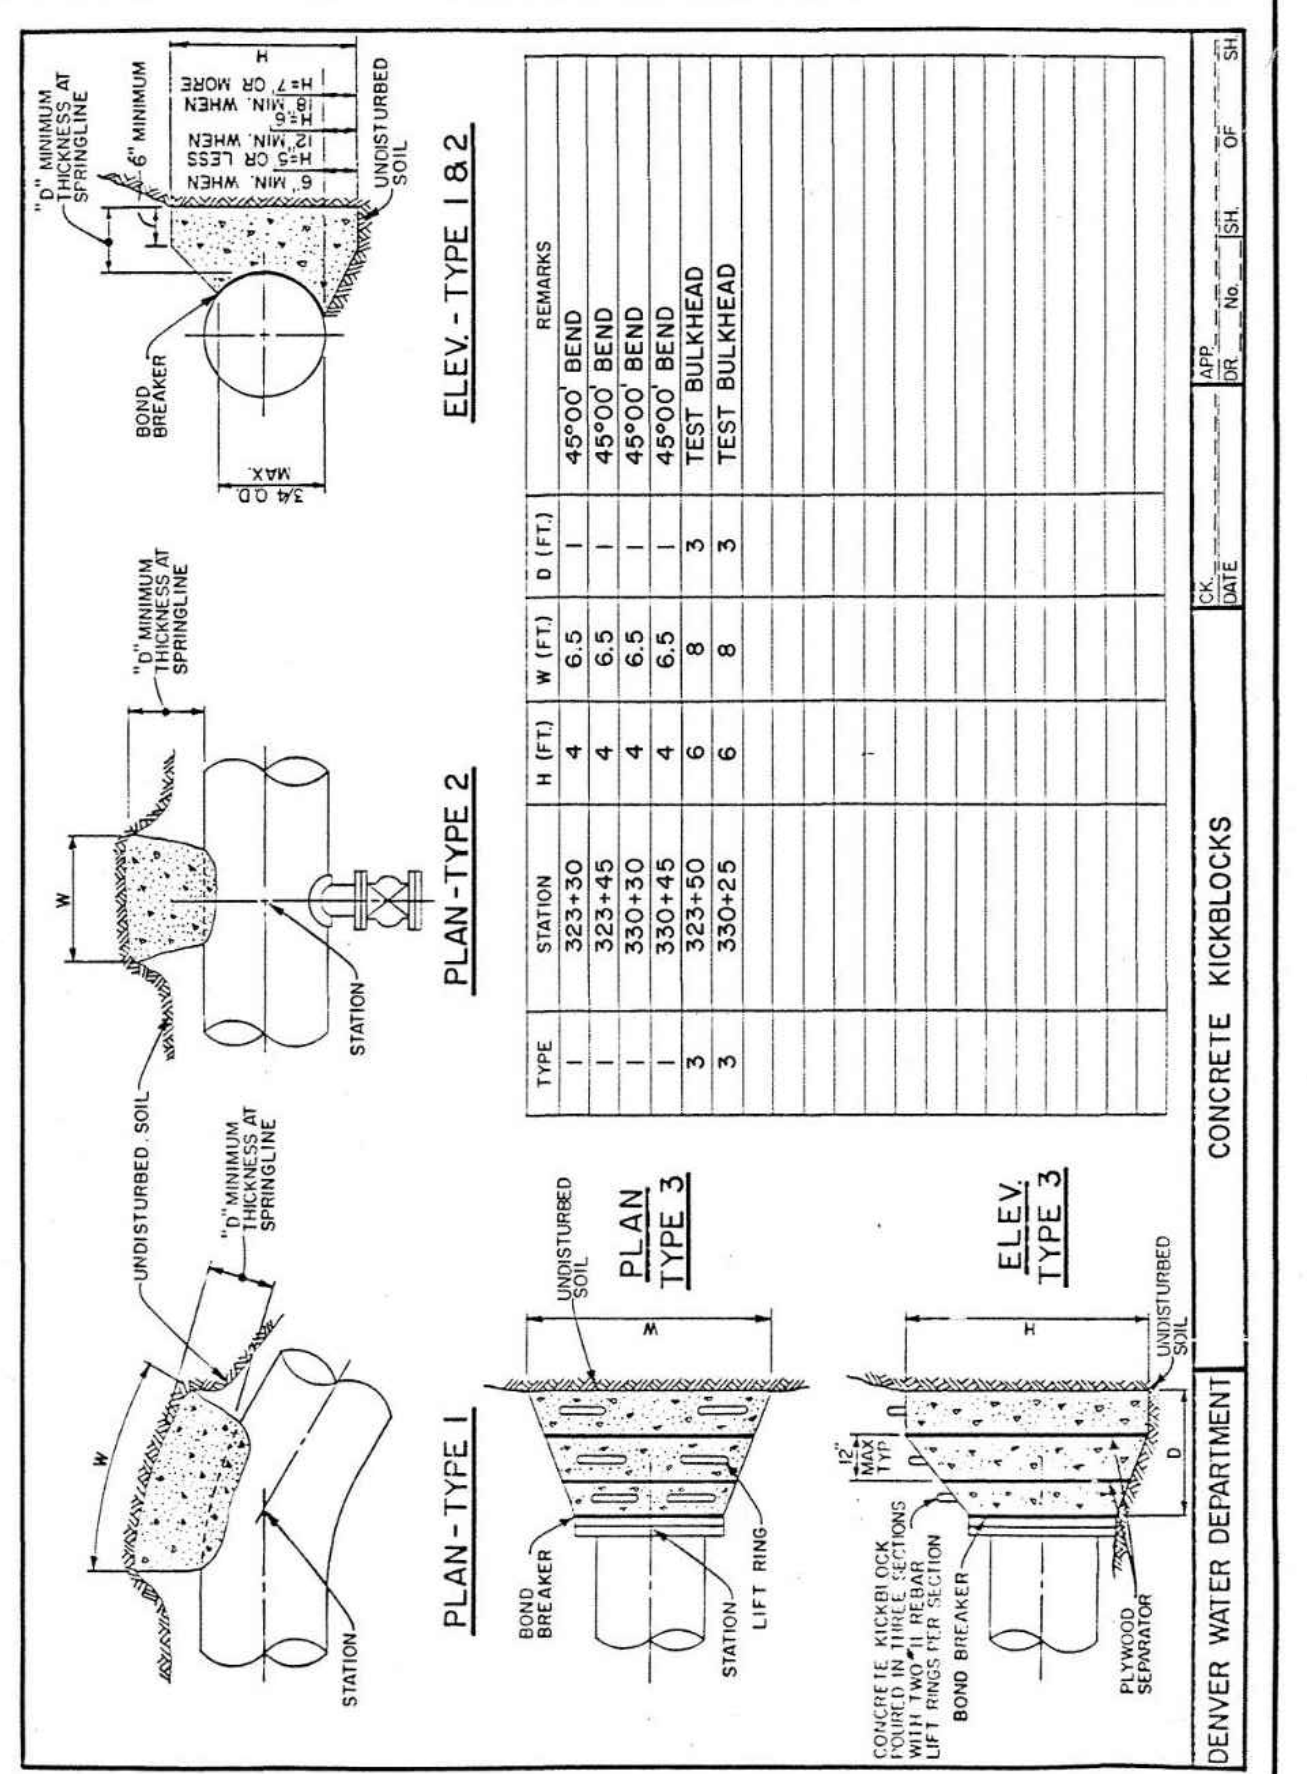 W
"D" MINIMUM
THICKNESS AT
SPRINGLINE
UNDISTURBED SOIL
STATION
PLAN - TYPE 1
W
"D" MINIMUM
THICKNESS AT
SPRINGLINE
STATION
PLAN - TYPE 2
"D" MINIMUM
THICKNESS AT
SPRINGLINE
6" MINIMUM
BOND
BREAKER
3/4 O.D.
MAX.
6" MIN. WHEN
H=5' OR LESS
12" MIN. WHEN
H=6'
18" MIN. WHEN
H=7' OR MORE
H
UNDISTURBED
SOIL
ELEV. - TYPE 1 & 2
BOND
BREAKER
UNDISTURBED
SOIL
W
STATION
LIFT RING
PLAN
TYPE 3
CONCRETE KICKBLOCK
POURED IN THREE SECTIONS
WITH TWO #11 REBAR
LIFT RINGS PER SECTION
BOND BREAKER
12"
MAX
TYP.
H
D
PLYWOOD
SEPARATOR
UNDISTURBED
SOIL
ELEV.
TYPE 3
TYPE STATION H (FT.) W (FT.) D (FT.) REMARKS
1 323+30 4 6.5 1 45°00' BEND
1 323+45 4 6.5 1 45°00' BEND
1 330+30 4 6.5 1 45°00' BEND
1 330+45 4 6.5 1 45°00' BEND
3 323+50 6 8 3 TEST BULKHEAD
3 330+25 6 8 3 TEST BULKHEAD
DENVER WATER DEPARTMENT
CONCRETE KICKBLOCKS
CK. APP.
DATE DR. No. SH. OF SH.